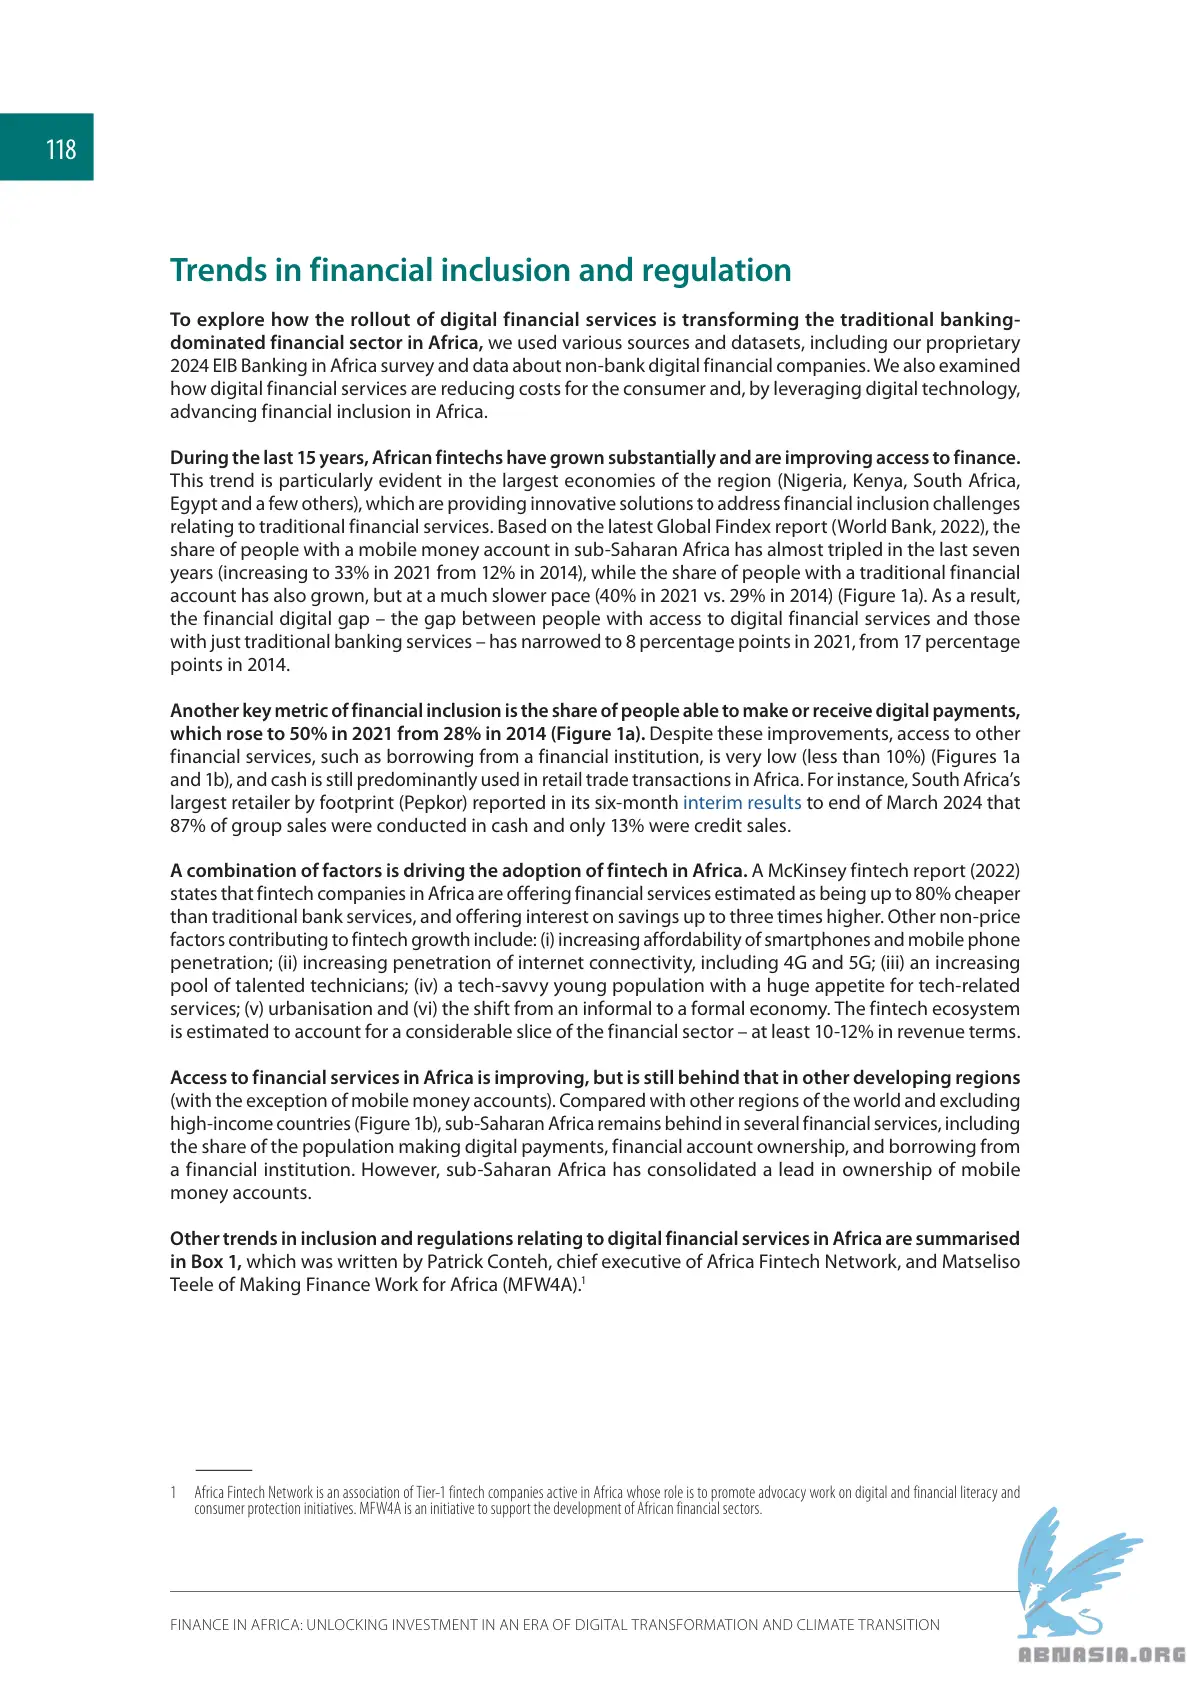 118
Trends in financial inclusion and regulation
To explore how the rollout of digital financial services is transforming the traditional banking-
dominated financial sector in Africa, we used various sources and datasets, including our proprietary
2024 EIB Banking in Africa survey and data about non-bank digital financial companies. We also examined
how digital financial services are reducing costs for the consumer and, by leveraging digital technology,
advancing financial inclusion in Africa.
During the last 15 years, African fintechs have grown substantially and are improving access to finance.
This trend is particularly evident in the largest economies of the region (Nigeria, Kenya, South Africa,
Egypt and a few others), which are providing innovative solutions to address financial inclusion challenges
relating to traditional financial services. Based on the latest Global Findex report (World Bank, 2022), the
share of people with a mobile money account in sub-Saharan Africa has almost tripled in the last seven
years (increasing to 33% in 2021 from 12% in 2014), while the share of people with a traditional financial
account has also grown, but at a much slower pace (40% in 2021 vs. 29% in 2014) (Figure 1a). As a result,
the financial digital gap – the gap between people with access to digital financial services and those
with just traditional banking services – has narrowed to 8 percentage points in 2021, from 17 percentage
points in 2014.
Another key metric of financial inclusion is the share of people able to make or receive digital payments,
which rose to 50% in 2021 from 28% in 2014 (Figure 1a). Despite these improvements, access to other
financial services, such as borrowing from a financial institution, is very low (less than 10%) (Figures 1a
and 1b), and cash is still predominantly used in retail trade transactions in Africa. For instance, South Africa's
largest retailer by footprint (Pepkor) reported in its six-month interim results to end of March 2024 that
87% of group sales were conducted in cash and only 13% were credit sales.
A combination of factors is driving the adoption of fintech in Africa. A McKinsey fintech report (2022)
states that fintech companies in Africa are offering financial services estimated as being up to 80% cheaper
than traditional bank services, and offering interest on savings up to three times higher. Other non-price
factors contributing to fintech growth include: (i) increasing affordability of smartphones and mobile phone
penetration; (ii) increasing penetration of internet connectivity, including 4G and 5G; (iii) an increasing
pool of talented technicians; (iv) a tech-savvy young population with a huge appetite for tech-related
services; (v) urbanisation and (vi) the shift from an informal to a formal economy. The fintech ecosystem
is estimated to account for a considerable slice of the financial sector – at least 10-12% in revenue terms.
Access to financial services in Africa is improving, but is still behind that in other developing regions
(with the exception of mobile money accounts). Compared with other regions of the world and excluding
high-income countries (Figure 1b), sub-Saharan Africa remains behind in several financial services, including
the share of the population making digital payments, financial account ownership, and borrowing from
a financial institution. However, sub-Saharan Africa has consolidated a lead in ownership of mobile
money accounts.
Other trends in inclusion and regulations relating to digital financial services in Africa are summarised
in Box 1, which was written by Patrick Conteh, chief executive of Africa Fintech Network, and Matseliso
Teele of Making Finance Work for Africa (MFW4A).1
1 Africa Fintech Network is an association of Tier-1 fintech companies active in Africa whose role is to promote advocacy work on digital and financial literacy and
consumer protection initiatives. MFW4A is an initiative to support the development of African financial sectors.
FINANCE IN AFRICA: UNLOCKING INVESTMENT IN AN ERA OF DIGITAL TRANSFORMATION AND CLIMATE TRANSITION
ABNASIA.ORG